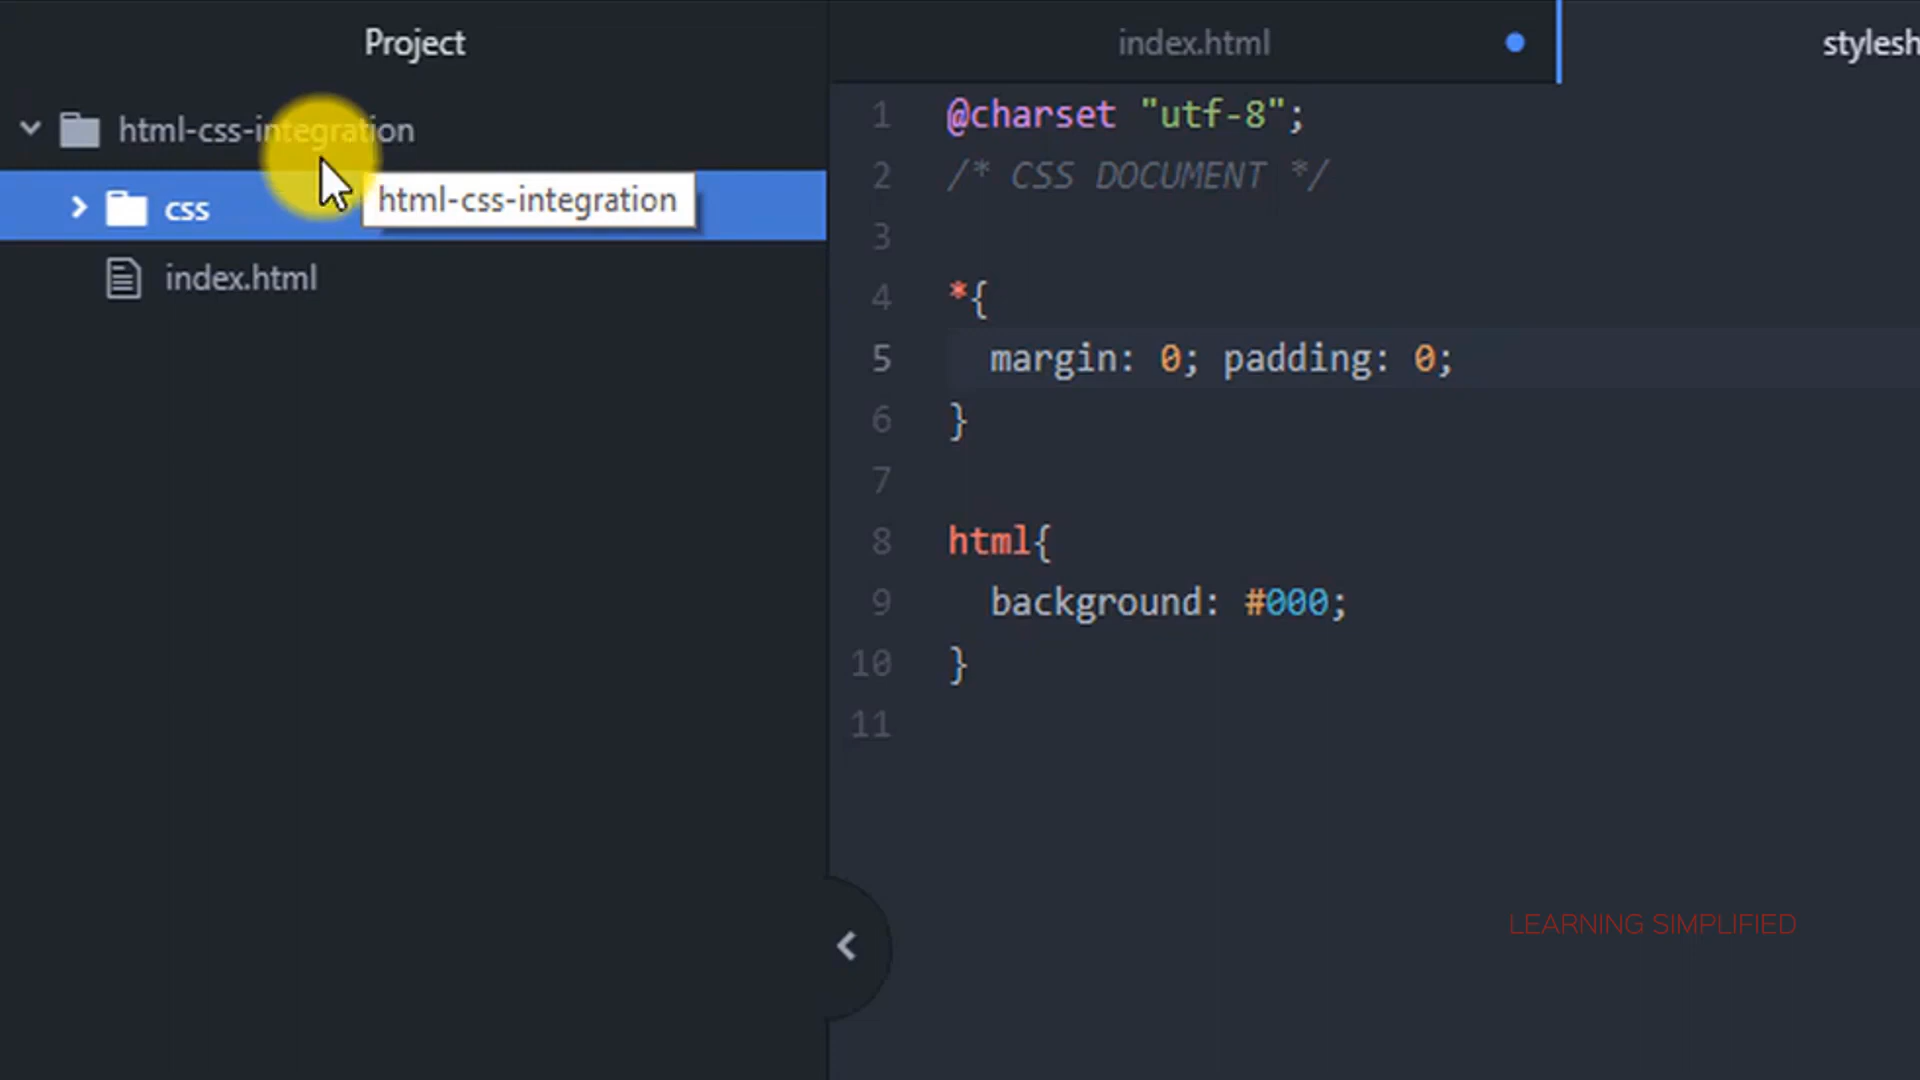 Project
html-css-integration
css
html-css-integration
index.html
index.html
stylesh
1 @charset "utf-8";
2 /* CSS DOCUMENT */
3
4 *{
5 margin: 0; padding: 0;
6 }
7
8 html{
9 background: #000;
10 }
11
LEARNING SIMPLIFIED